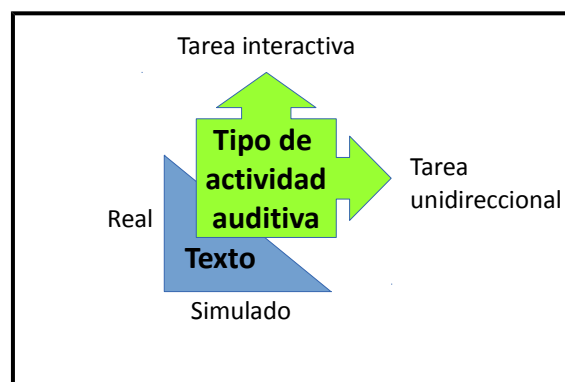 Tarea interactiva
Tipo de
actividad
auditiva
Tarea
unidireccional
Real
Texto
Simulado